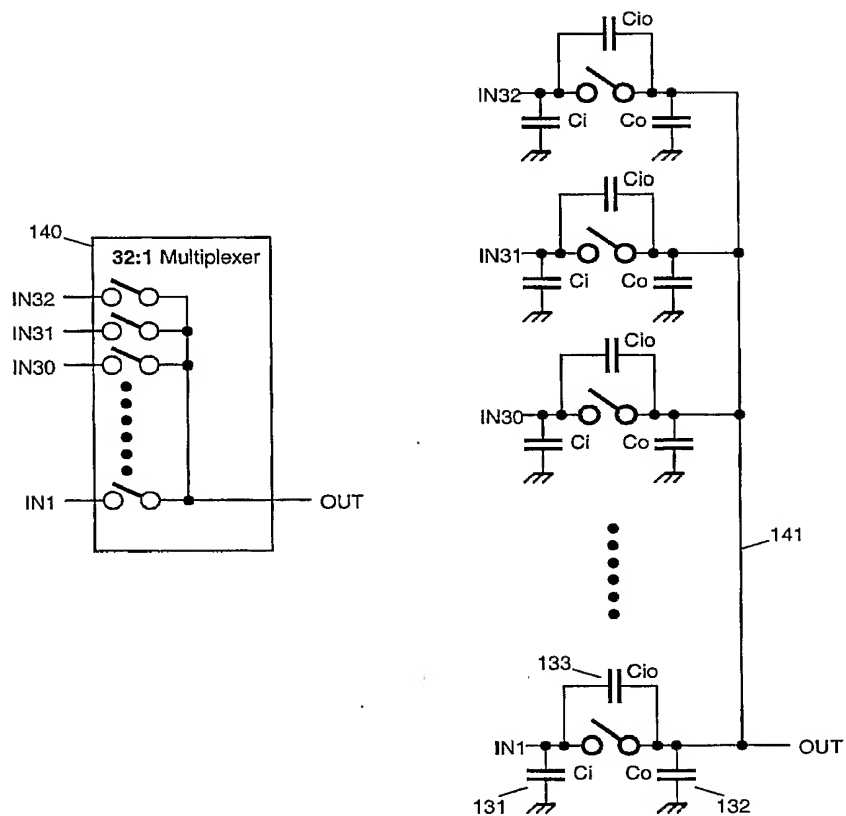 140
32:1 Multiplexer
IN32
IN31
IN30
IN1
OUT
Cio
IN32
Ci
Co
Cio
IN31
Ci
Co
Cio
IN30
Ci
Co
141
133
Cio
IN1
OUT
Ci
Co
131
132